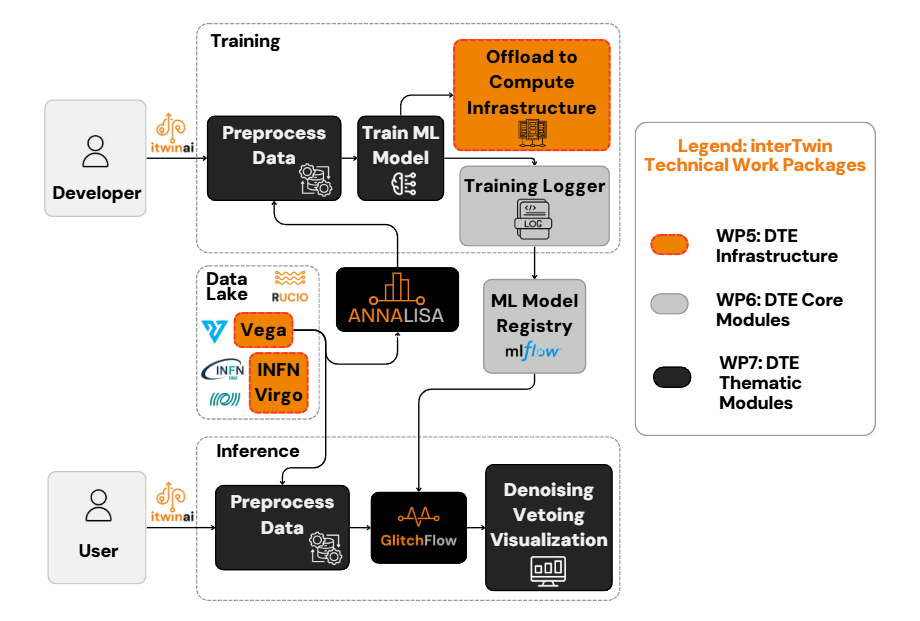 Training
Offload to
Compute
Infrastructure
Developer
itwinai
Preprocess
Data
Train ML
Model
Training Logger
LOG
Legend: interTwin
Technical Work Packages
WP5: DTE
Infrastructure
WP6: DTE Core
Modules
WP7: DTE
Thematic
Modules
Data
Lake
RUCIO
Vega
INFN
INFN
Virgo
ANNALISA
ML Model
Registry
mlflow
Inference
User
itwinai
Preprocess
Data
GlitchFlow
Denoising
Vetoing
Visualization